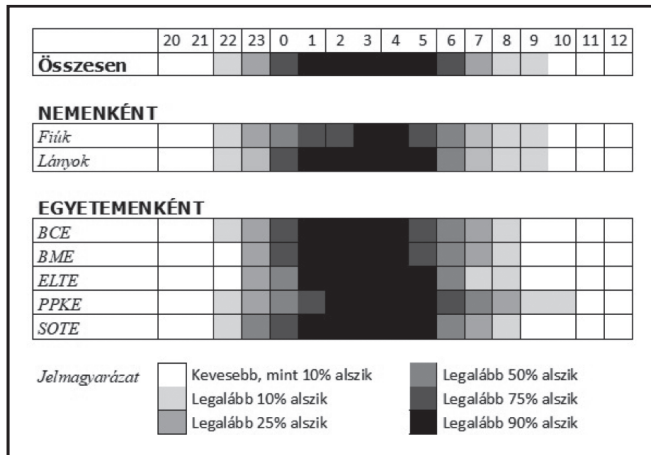 20 21 22 23 0 1 2 3 4 5 6 7 8 9 10 11 12
Összesen
NEMENKÉNT
Fiúk
Lányok
EGYETEMENKÉNT
BCE
BME
ELTE
PPKE
SOTE
Jelmagyarázat
Kevesebb, mint 10% alszik
Legalább 10% alszik
Legalább 25% alszik
Legalább 50% alszik
Legalább 75% alszik
Legalább 90% alszik